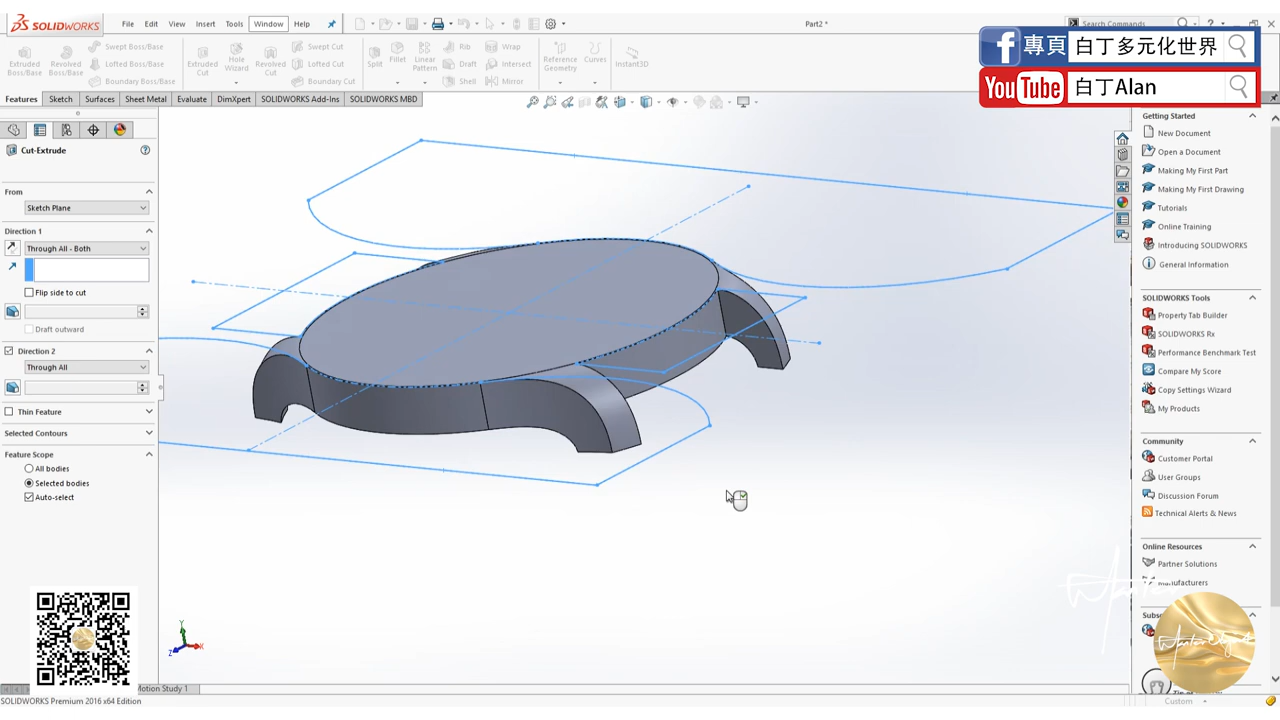 SOLIDWORKS File Edit View Insert Tools Window Help Part2 * Search Commands
Extruded Boss/Base
Revolved Boss/Base
Swept Boss/Base
Lofted Boss/Base
Boundary Boss/Base
Extruded Cut
Hole Wizard
Revolved Cut
Swept Cut
Lofted Cut
Boundary Cut
Split
Fillet
Linear Pattern
Rib
Draft
Shell
Wrap
Intersect
Mirror
Reference Geometry
Curves
Instant3D
專頁 白丁多元化世界
YouTube 白丁Alan
Features Sketch Surfaces Sheet Metal Evaluate DimXpert SOLIDWORKS Add-Ins SOLIDWORKS MBD
Cut-Extrude
From
Sketch Plane
Direction 1
Through All - Both
Flip side to cut
Draft outward
Direction 2
Through All
Thin Feature
Selected Contours
Feature Scope
All bodies
Selected bodies
Auto-select
Y
X
Z
Getting Started
New Document
Open a Document
Making My First Part
Making My First Drawing
Tutorials
Online Training
Introducing SOLIDWORKS
General Information
SOLIDWORKS Tools
Property Tab Builder
SOLIDWORKS Rx
Performance Benchmark Test
Compare My Score
Copy Settings Wizard
My Products
Community
Customer Portal
User Groups
Discussion Forum
Technical Alerts & News
Online Resources
Partner Solutions
Manufacturers
Motion Study 1
SOLIDWORKS Premium 2016 x64 Edition
Custom